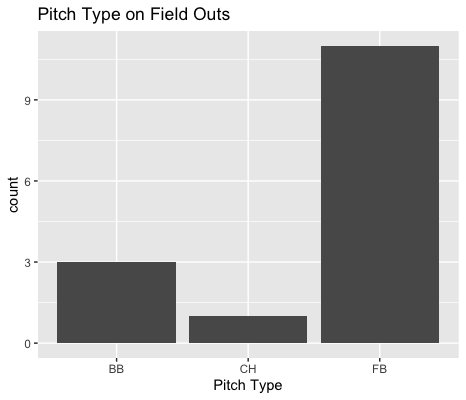 Pitch Type on Field Outs
count
9
6
3
0
BB CH FB
Pitch Type